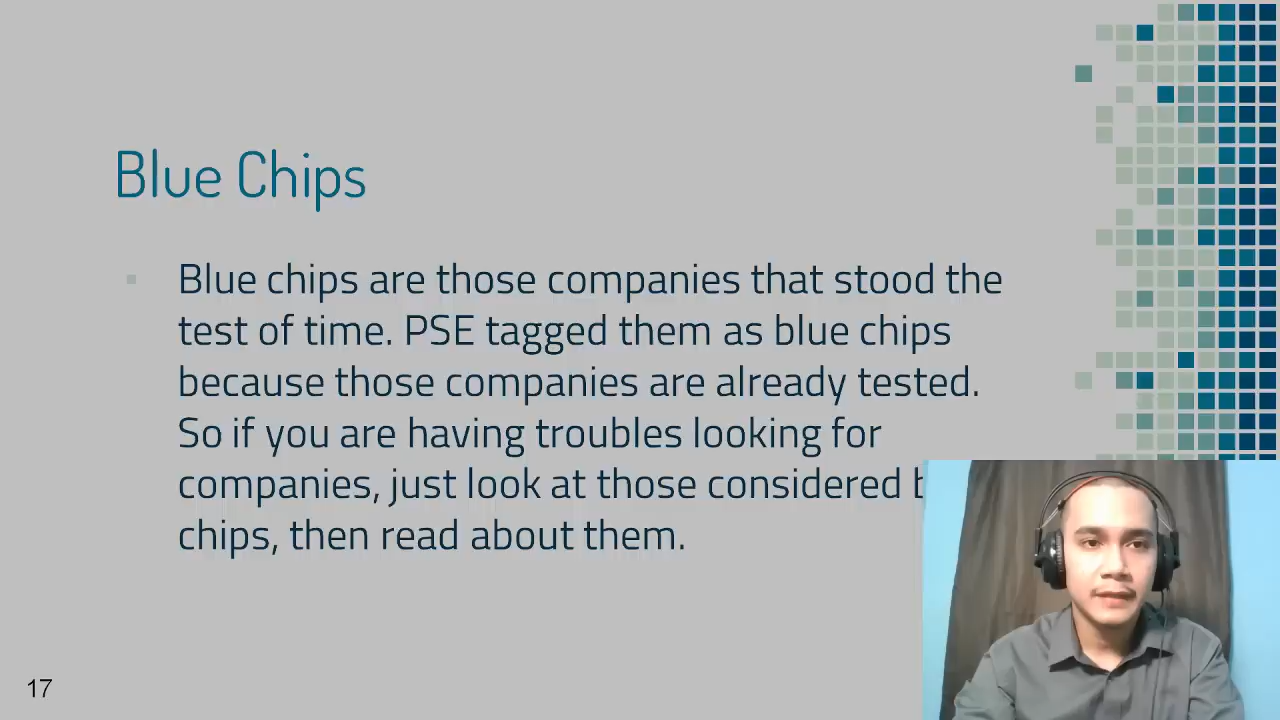 Blue Chips
Blue chips are those companies that stood the
test of time. PSE tagged them as blue chips
because those companies are already tested.
So if you are having troubles looking for
companies, just look at those considered
chips, then read about them.
17